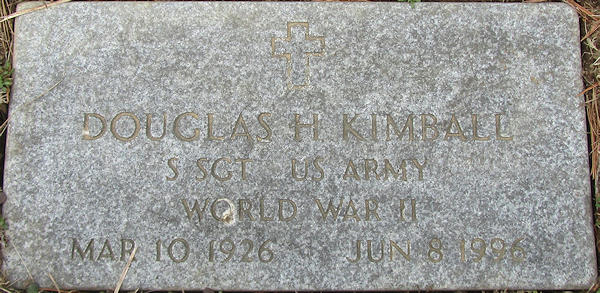 DOUGLAS H KIMBALL
S SGT US ARMY
WORLD WAR II
MAR 10 1926 JUN 8 1996